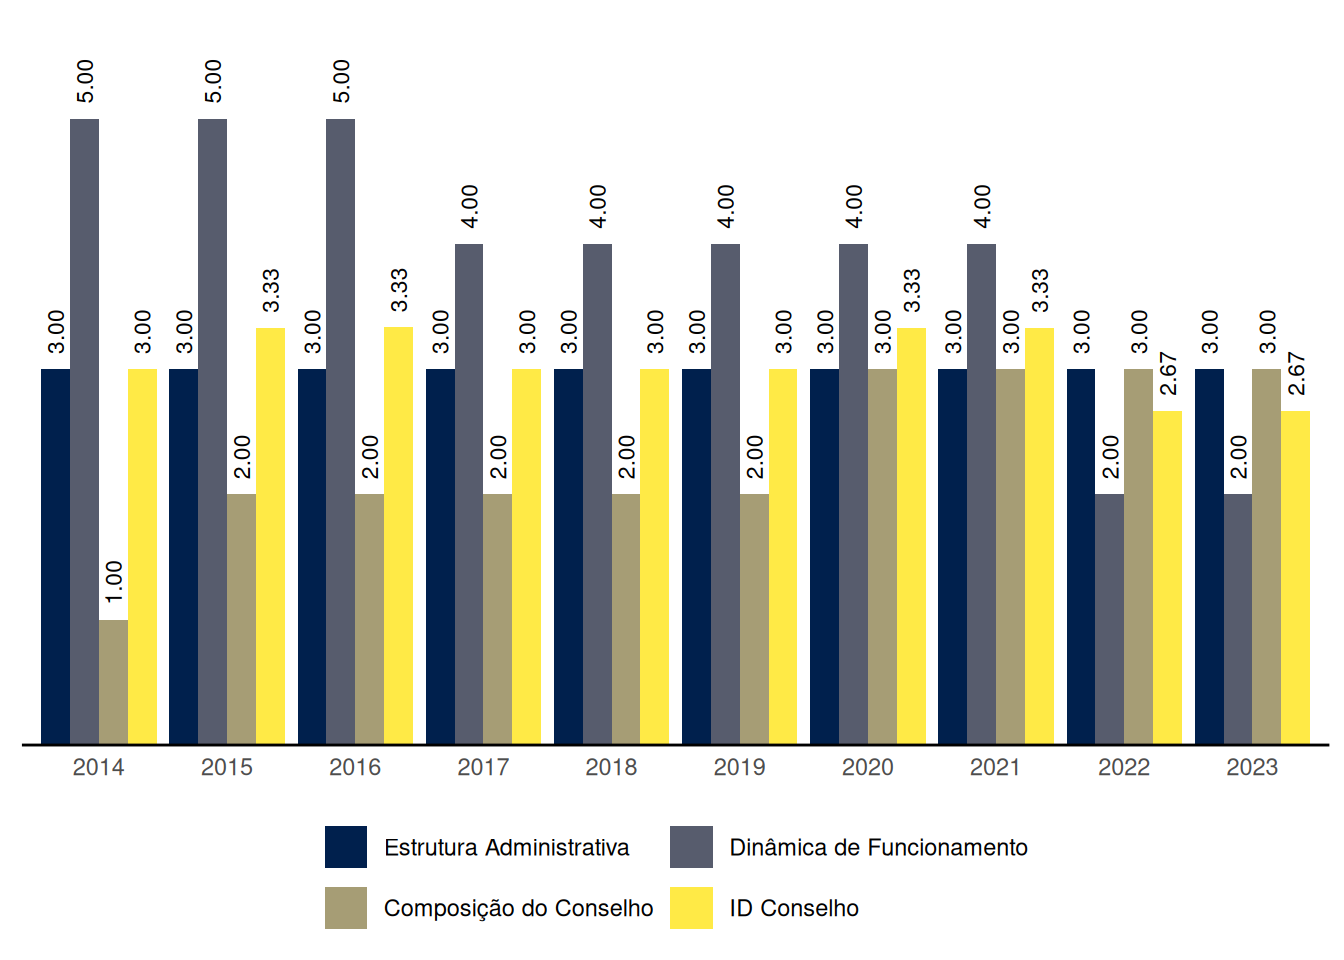 5.00 5.00 5.00
4.00 4.00 4.00 4.00 4.00
3.33 3.33 3.33 3.33
3.00 3.00 3.00 3.00 3.00 3.00 3.00 3.00 3.00 3.00 3.00 3.00 3.00 3.00 3.00 3.00 3.00 3.00
2.67 2.67
2.00 2.00 2.00 2.00 2.00 2.00 2.00
1.00
2014 2015 2016 2017 2018 2019 2020 2021 2022 2023
Estrutura Administrativa Dinâmica de Funcionamento
Composição do Conselho ID Conselho